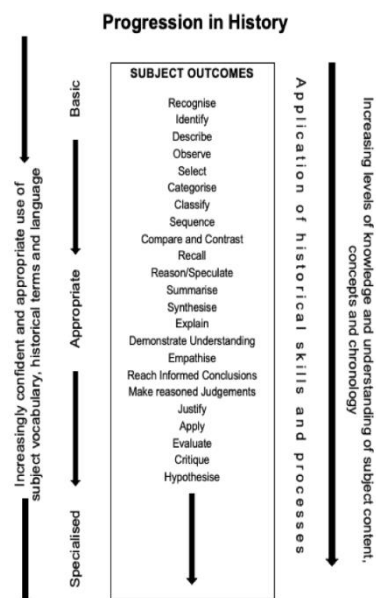 Progression in History
Increasingly confident and appropriate use of
subject vocabulary, historical terms and language
Basic
Appropriate
Specialised
SUBJECT OUTCOMES
Recognise
Identify
Describe
Observe
Select
Categorise
Classify
Sequence
Compare and Contrast
Recall
Reason/Speculate
Summarise
Synthesise
Explain
Demonstrate Understanding
Empathise
Reach Informed Conclusions
Make reasoned Judgements
Justify
Apply
Evaluate
Critique
Hypothesise
Application of historical skills and processes
Increasing levels of knowledge and understanding of subject content,
concepts and chronology